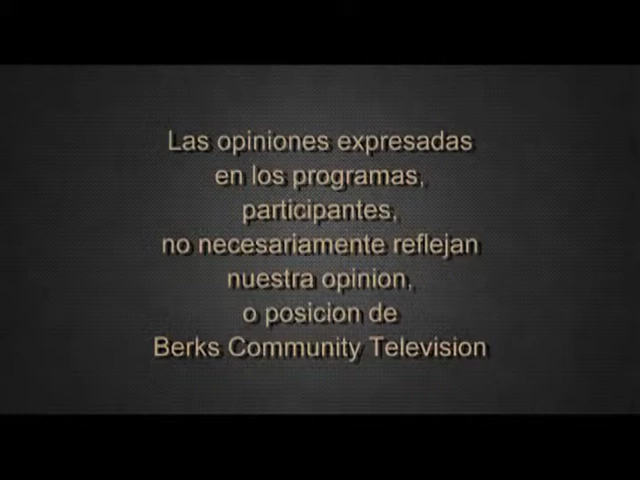 Las opiniones expresadas
en los programas,
participantes,
no necesariamente reflejan
nuestra opinion,
o posicion de
Berks Community Television